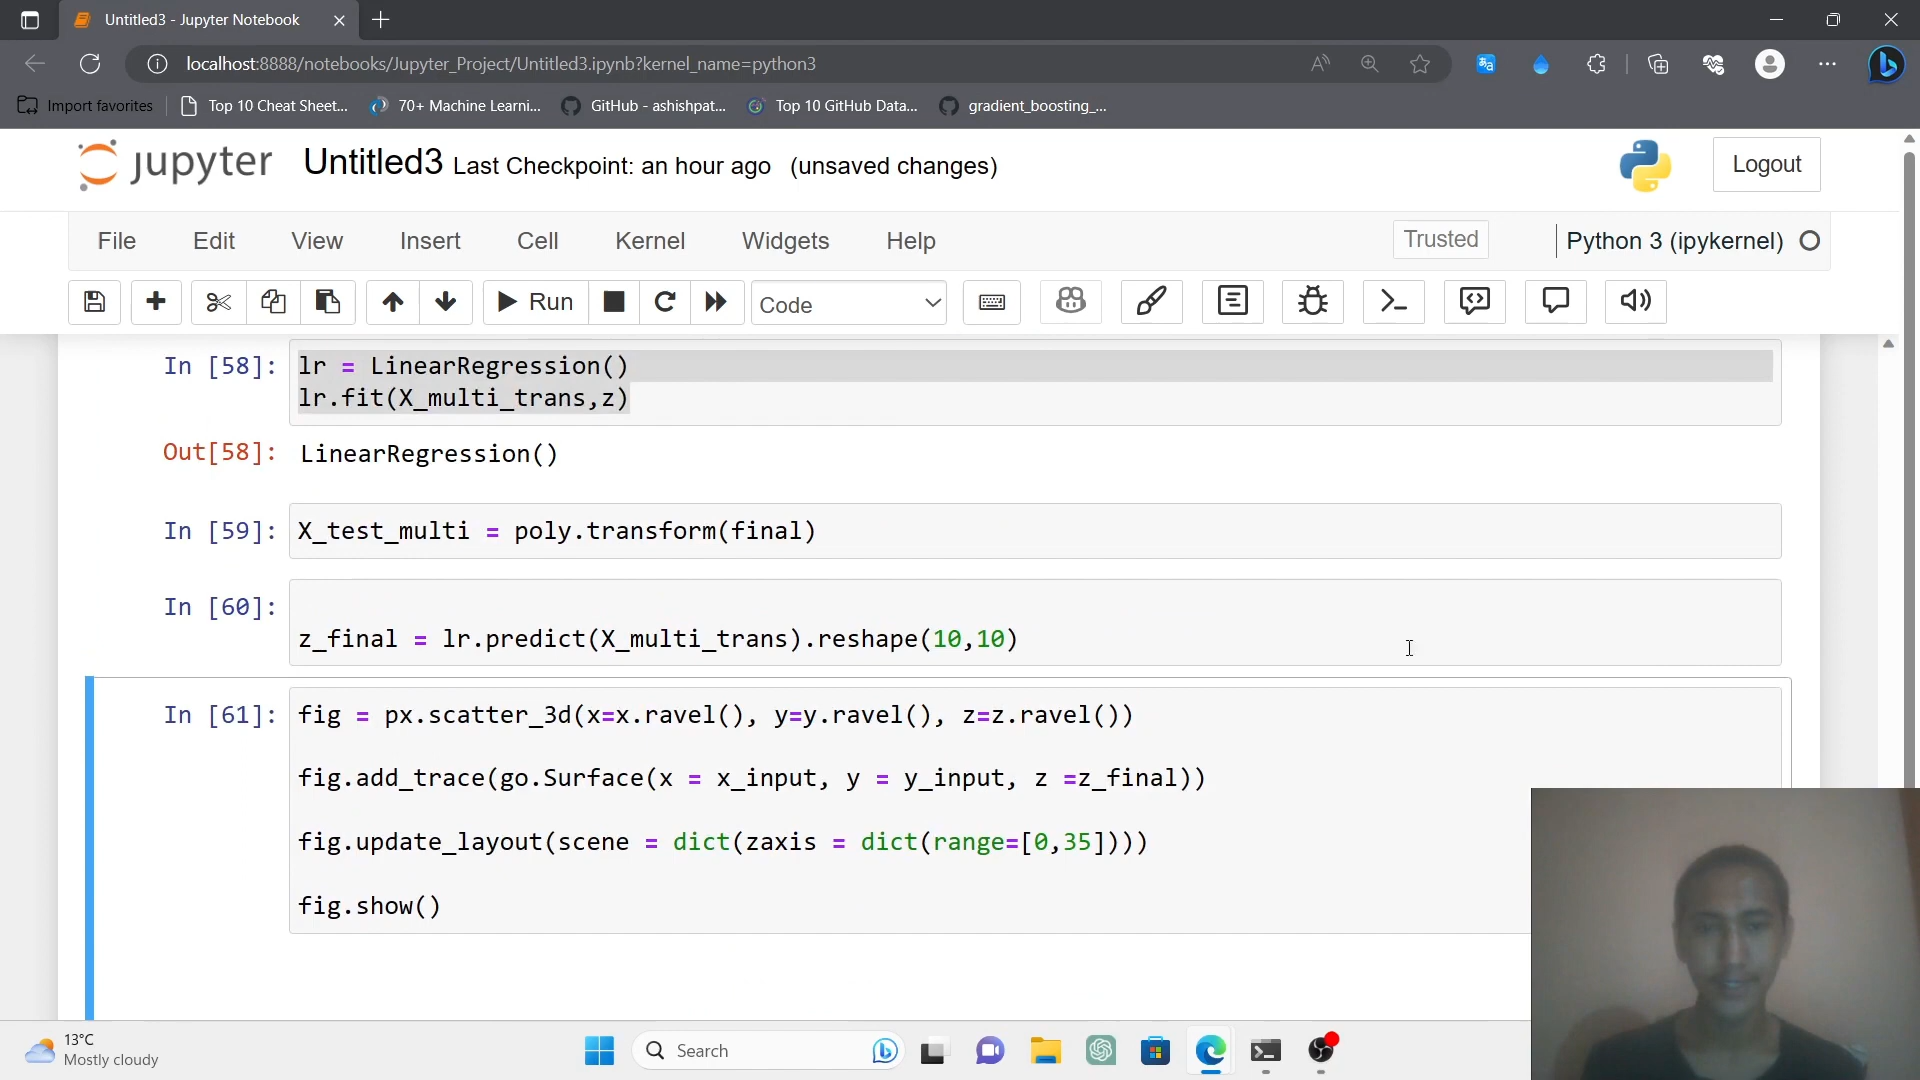 Untitled3 - Jupyter Notebook
localhost:8888/notebooks/Jupyter_Project/Untitled3.ipynb?kernel_name=python3
Import favorites
Top 10 Cheat Sheet...
70+ Machine Learni...
GitHub - ashishpat...
Top 10 GitHub Data...
gradient_boosting_...
jupyter
Untitled3 Last Checkpoint: an hour ago (unsaved changes)
Logout
File Edit View Insert Cell Kernel Widgets Help
Trusted
Python 3 (ipykernel)
Run
Code
In [58]: lr = LinearRegression()
lr.fit(X_multi_trans,z)
Out[58]: LinearRegression()
In [59]: X_test_multi = poly.transform(final)
In [60]:
z_final = lr.predict(X_multi_trans).reshape(10,10)
In [61]: fig = px.scatter_3d(x=x.ravel(), y=y.ravel(), z=z.ravel())
fig.add_trace(go.Surface(x = x_input, y = y_input, z =z_final))
fig.update_layout(scene = dict(zaxis = dict(range=[0,35])))
fig.show()
13°C
Mostly cloudy
Search